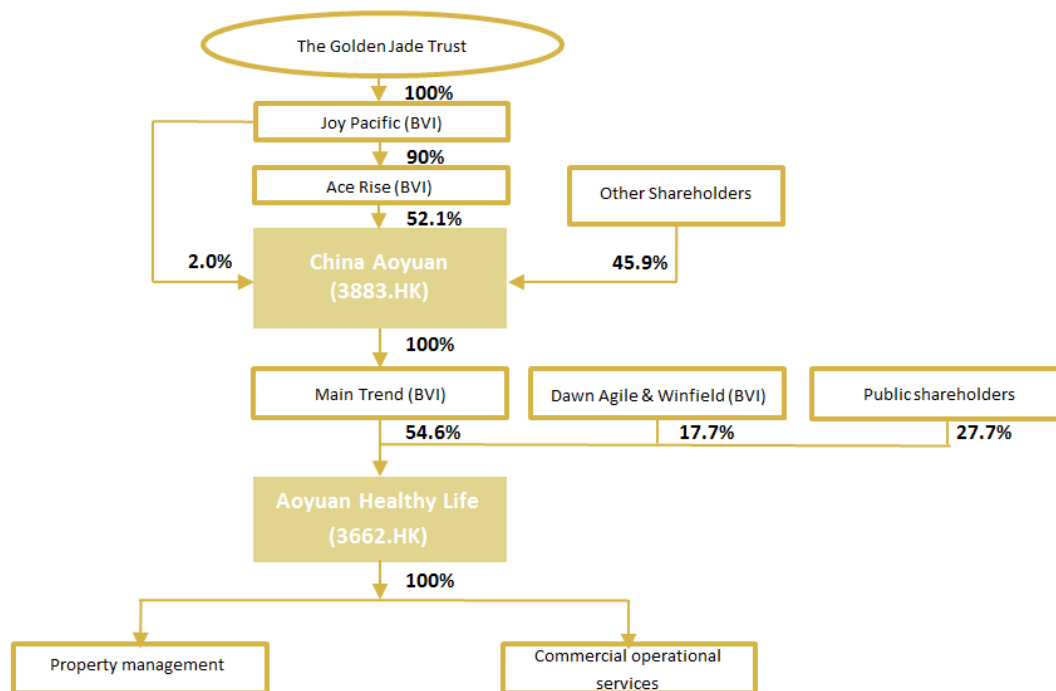 The Golden Jade Trust
100%
Joy Pacific (BVI)
90%
Ace Rise (BVI)
Other Shareholders
52.1%
2.0%
China Aoyuan
(3883.HK)
45.9%
100%
Main Trend (BVI)
Dawn Agile & Winfield (BVI)
Public shareholders
54.6%
17.7%
27.7%
Aoyuan Healthy Life
(3662.HK)
100%
Property management
Commercial operational
services